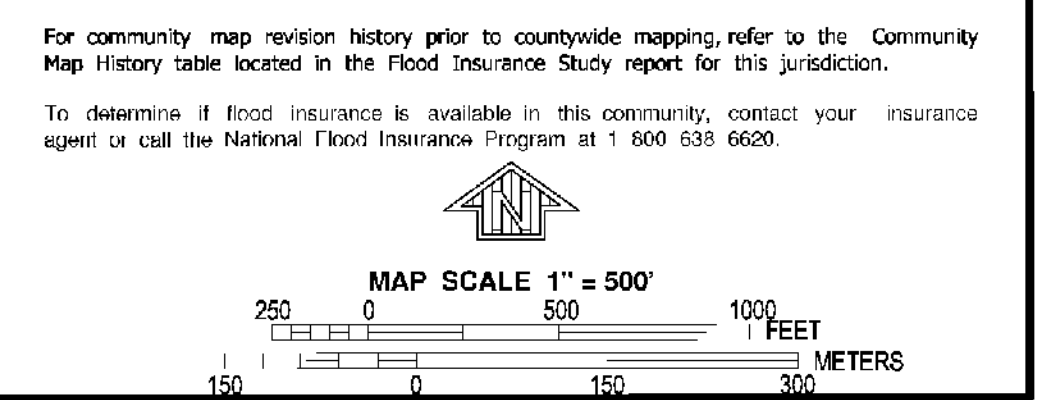 For community map revision history prior to countywide mapping, refer to the Community
Map History table located in the Flood Insurance Study report for this jurisdiction.
To determine if flood insurance is available in this community, contact your insurance
agent or call the National Flood Insurance Program at 1 800 638 6620.
N
MAP SCALE 1" = 500'
250 0 500 1000
FEET
METERS
150 0 150 300